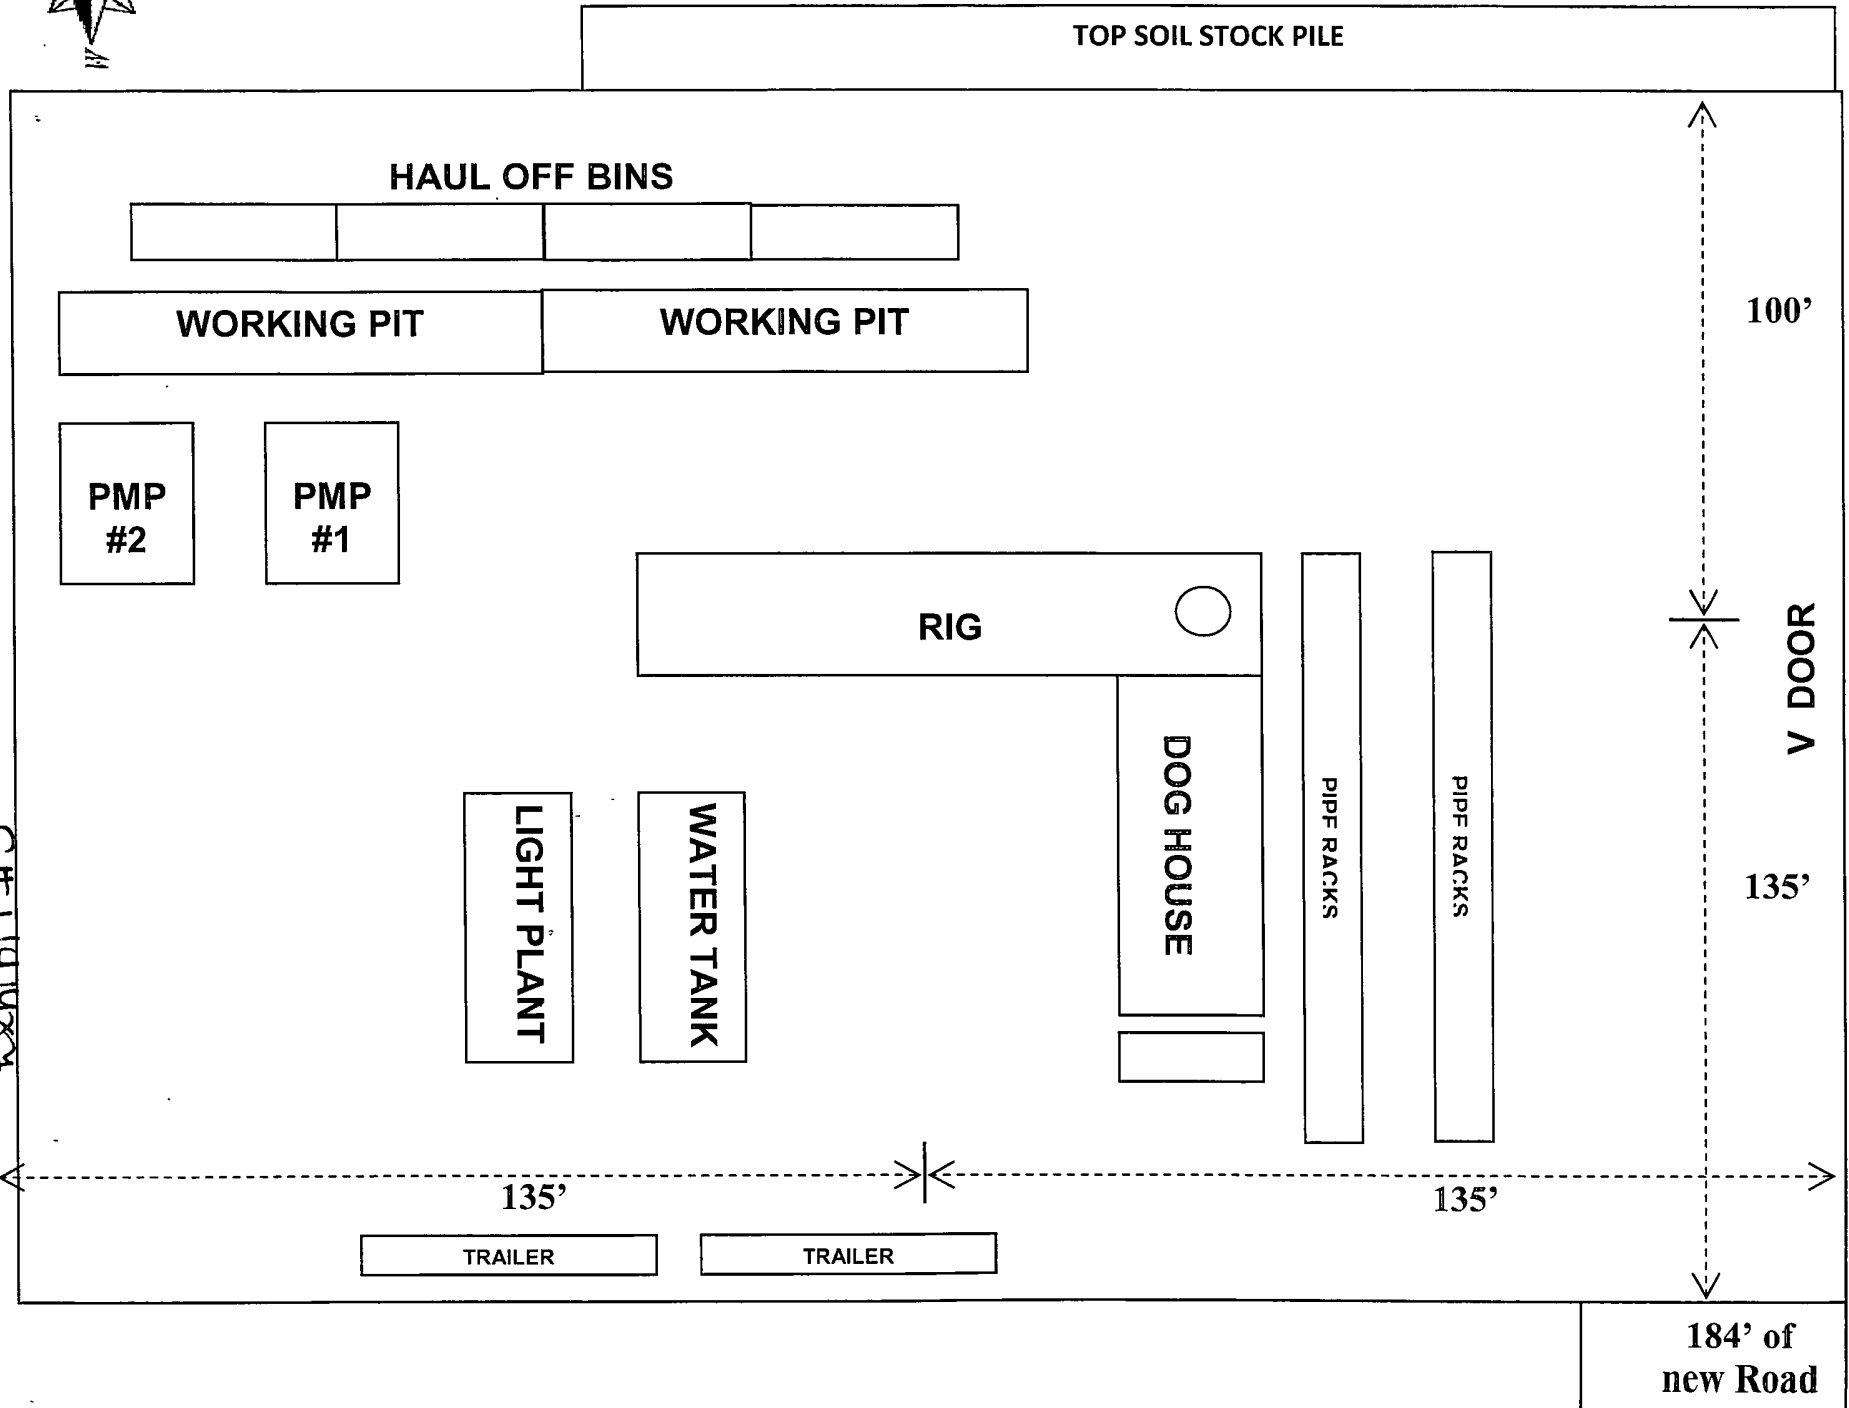 W
TOP SOIL STOCK PILE
HAUL OFF BINS
WORKING PIT
WORKING PIT
100’
PMP
#2
PMP
#1
RIG
V DOOR
DOG HOUSE
PIPF RACKS
PIPF RACKS
LIGHT PLANT
WATER TANK
135’
135’
135’
TRAILER
TRAILER
184’ of
new Road